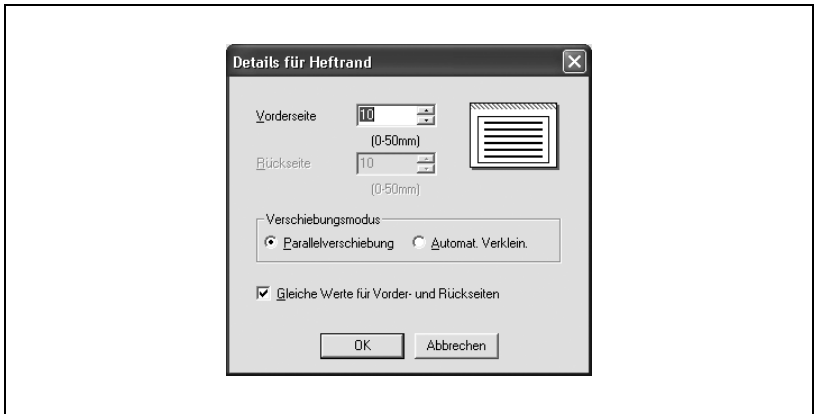 Details für Heftrand
Vorderseite 10
(0-50mm)
Rückseite 10
(0-50mm)
Verschiebungsmodus
Parallelverschiebung Automat. Verklein.
Gleiche Werte für Vorder- und Rückseiten
OK Abbrechen